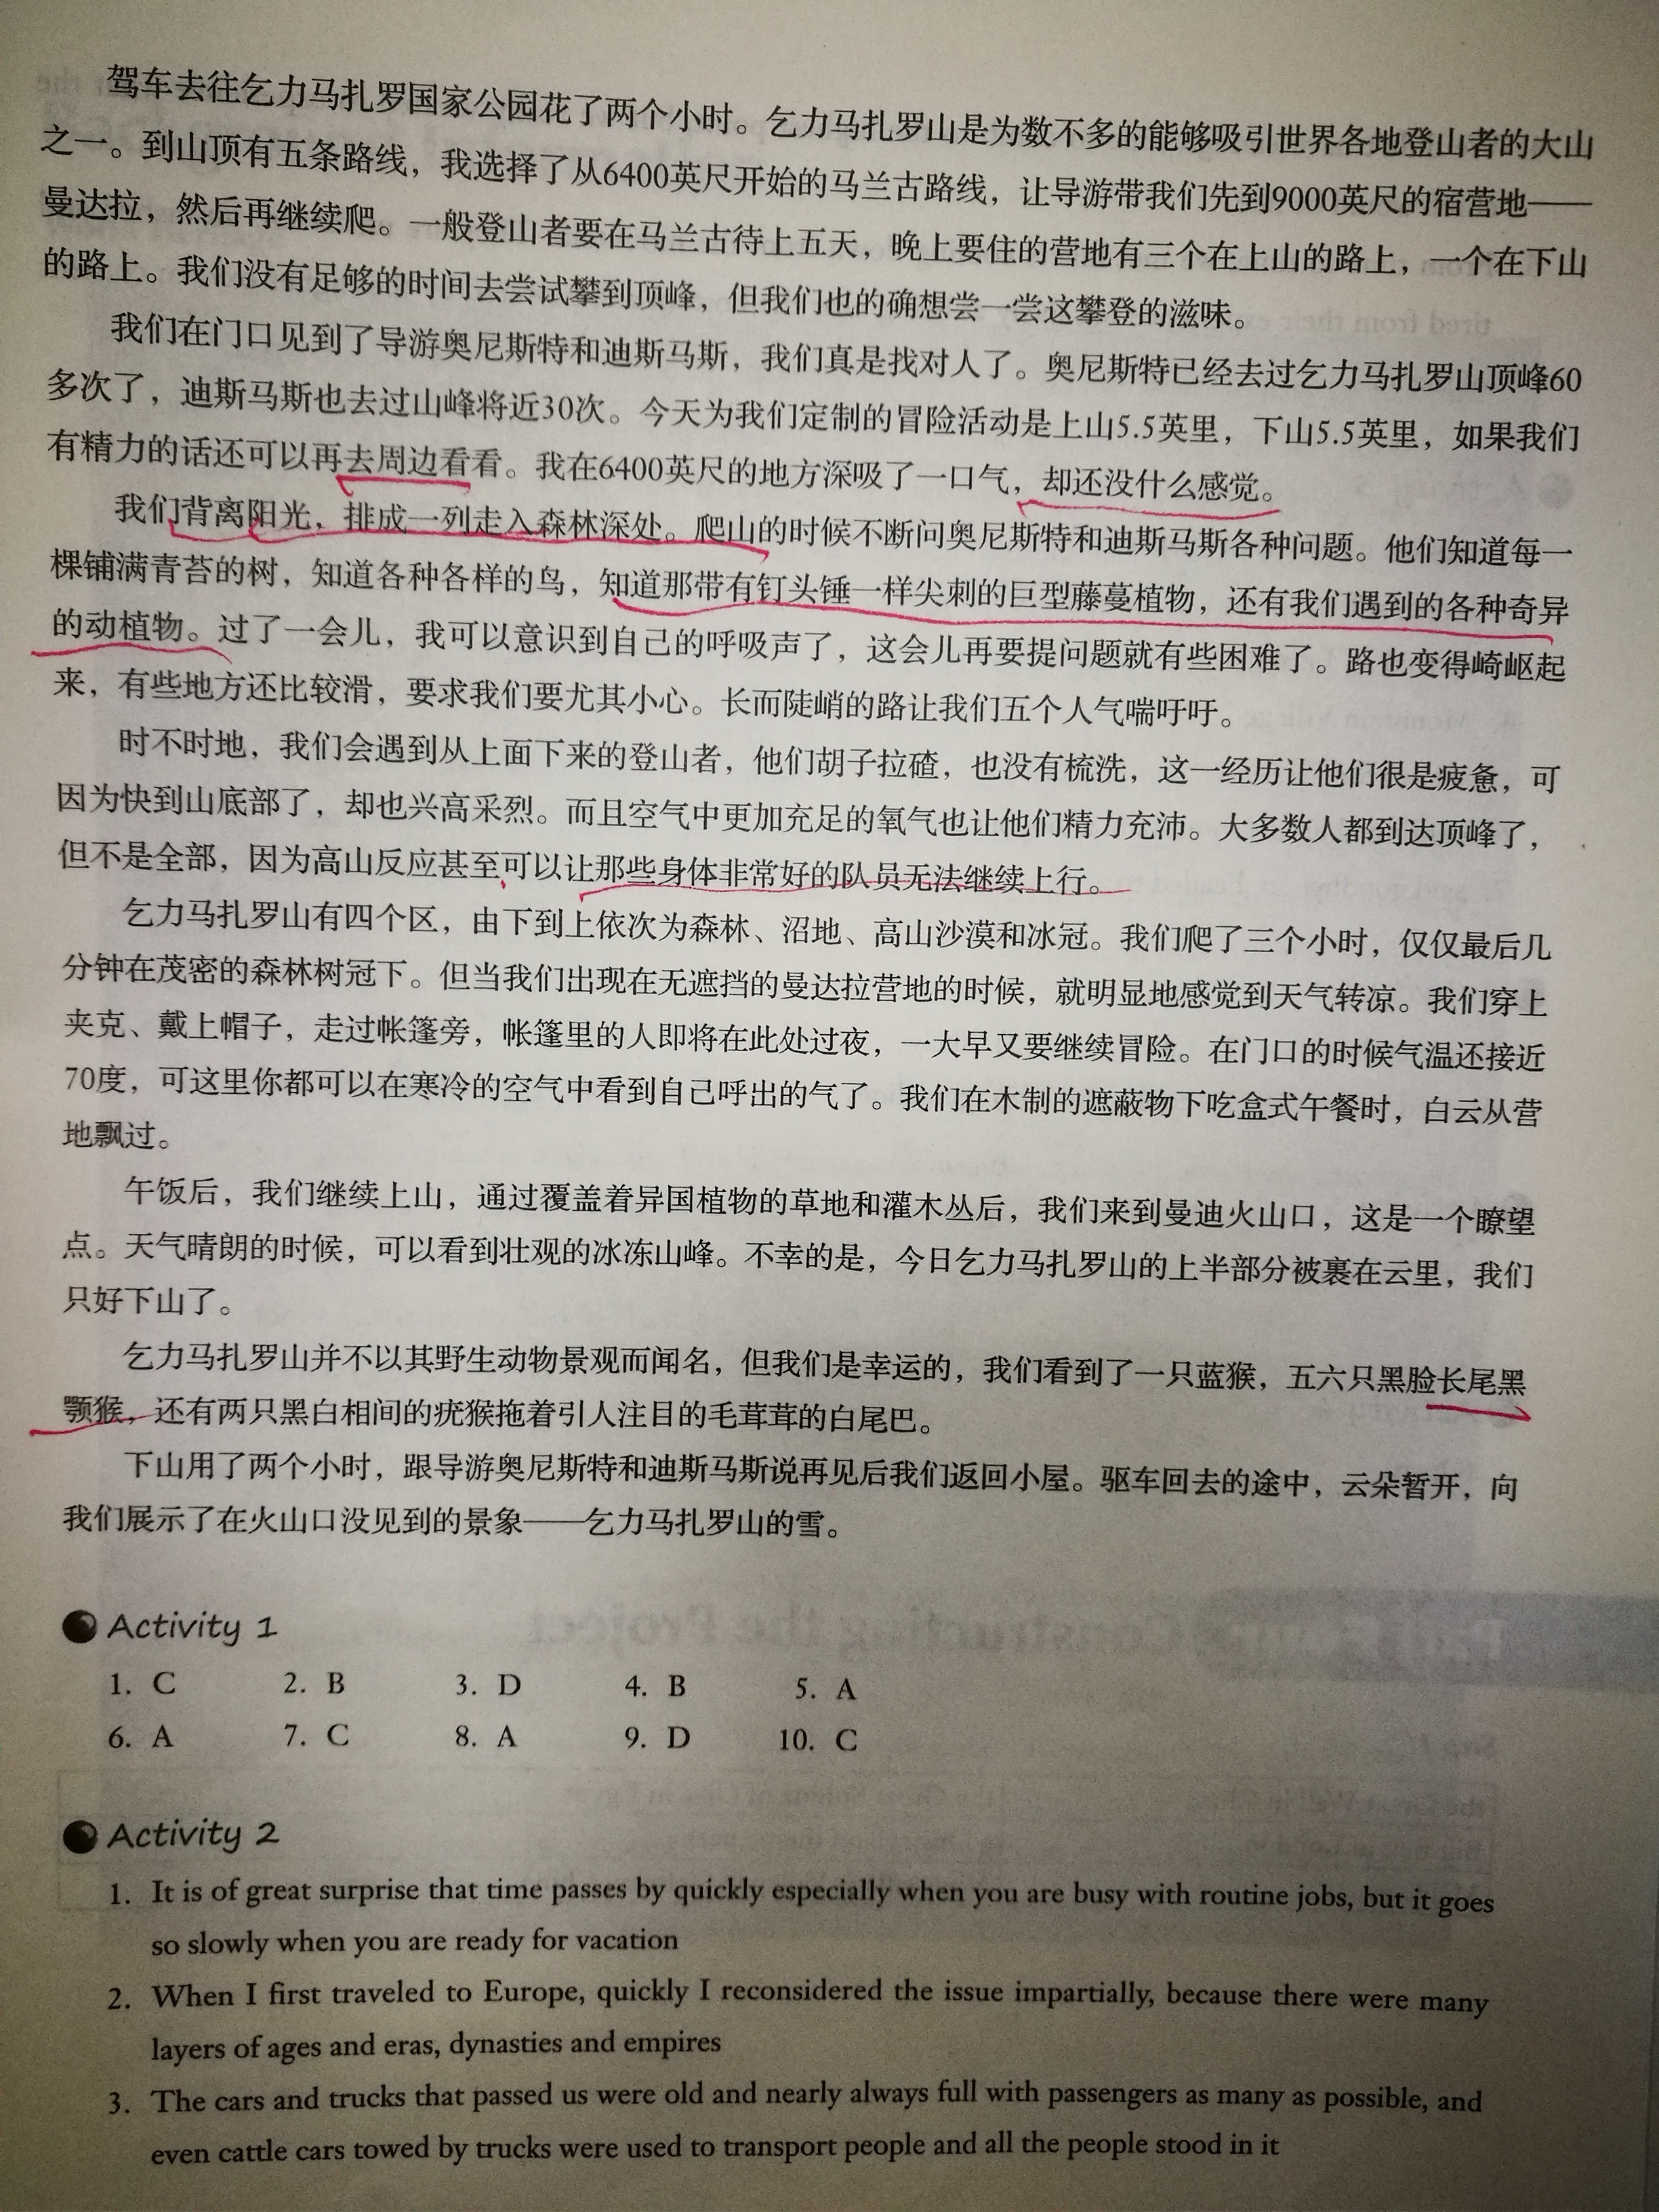 驾车去往乞力马扎罗国家公园花了两个小时。乞力马扎罗山是为数不多的能够吸引世界各地登山者的大山
之一。到山顶有五条路线，我选择了从6400英尺开始的马兰古路线，让导游带我们先到9000英尺的宿营地——
曼达拉，然后再继续爬。一般登山者要在马兰古待上五天，晚上要住的营地有三个在上山的路上，一个在下山
的路上。我们没有足够的时间去尝试攀到顶峰，但我们也的确想尝一尝这攀登的滋味。
我们在门口见到了导游奥尼斯特和迪斯马斯，我们真是找对人了。奥尼斯特已经去过乞力马扎罗山顶峰60
多次了，迪斯马斯也去过山峰将近30次。今天为我们定制的冒险活动是上山5.5英里，下山5.5英里，如果我们
有精力的话还可以再去周边看看。我在6400英尺的地方深吸了一口气，却还没什么感觉。
我们背离阳光，排成一列走入森林深处。爬山的时候不断问奥尼斯特和迪斯马斯各种问题。他们知道每一
棵铺满青苔的树，知道各种各样的鸟，知道那带有钉头锤一样尖刺的巨型藤蔓植物，还有我们遇到的各种奇异
的动植物。过了一会儿，我可以意识到自己的呼吸声了，这会儿再要提问题就有些困难了。路也变得崎岖起
来，有些地方还比较滑，要求我们要尤其小心。长而陡峭的路让我们五个人气喘吁吁。
时不时地，我们会遇到从上面下来的登山者，他们胡子拉碴，也没有梳洗，这一经历让他们很是疲惫，可
因为快到山底部了，却也兴高采烈。而且空气中更加充足的氧气也让他们精力充沛。大多数人都到达顶峰了，
但不是全部，因为高山反应甚至可以让那些身体非常好的队员无法继续上行。
乞力马扎罗山有四个区，由下到上依次为森林、沼地、高山沙漠和冰冠。我们爬了三个小时，仅仅最后几
分钟在茂密的森林树冠下。但当我们出现在无遮挡的曼达拉营地的时候，就明显地感觉到天气转凉。我们穿上
夹克、戴上帽子，走过帐篷旁，帐篷里的人即将在此处过夜，一大早又要继续冒险。在门口的时候气温还接近
70度，可这里你都可以在寒冷的空气中看到自己呼出的气了。我们在木制的遮蔽物下吃盒式午餐时，白云从营
地飘过。
午饭后，我们继续上山，通过覆盖着异国植物的草地和灌木丛后，我们来到曼迪火山口，这是一个瞭望
点。天气晴朗的时候，可以看到壮观的冰冻山峰。不幸的是，今日乞力马扎罗山的上半部分被裹在云里，我们
只好下山了。
乞力马扎罗山并不以其野生动物景观而闻名，但我们是幸运的，我们看到了一只蓝猴，五六只黑脸长尾黑
颚猴，还有两只黑白相间的疣猴拖着引人注目的毛茸茸的白尾巴。
下山用了两个小时，跟导游奥尼斯特和迪斯马斯说再见后我们返回小屋。驱车回去的途中，云朵暂开，向
我们展示了在火山口没见到的景象——乞力马扎罗山的雪。
Activity 1
1. C 2. B 3. D 4. B 5. A
6. A 7. C 8. A 9. D 10. C
Activity 2
1. It is of great surprise that time passes by quickly especially when you are busy with routine jobs, but it goes
so slowly when you are ready for vacation
2. When I first traveled to Europe, quickly I reconsidered the issue impartially, because there were many
layers of ages and eras, dynasties and empires
3. The cars and trucks that passed us were old and nearly always full with passengers as many as possible, and
even cattle cars towed by trucks were used to transport people and all the people stood in it